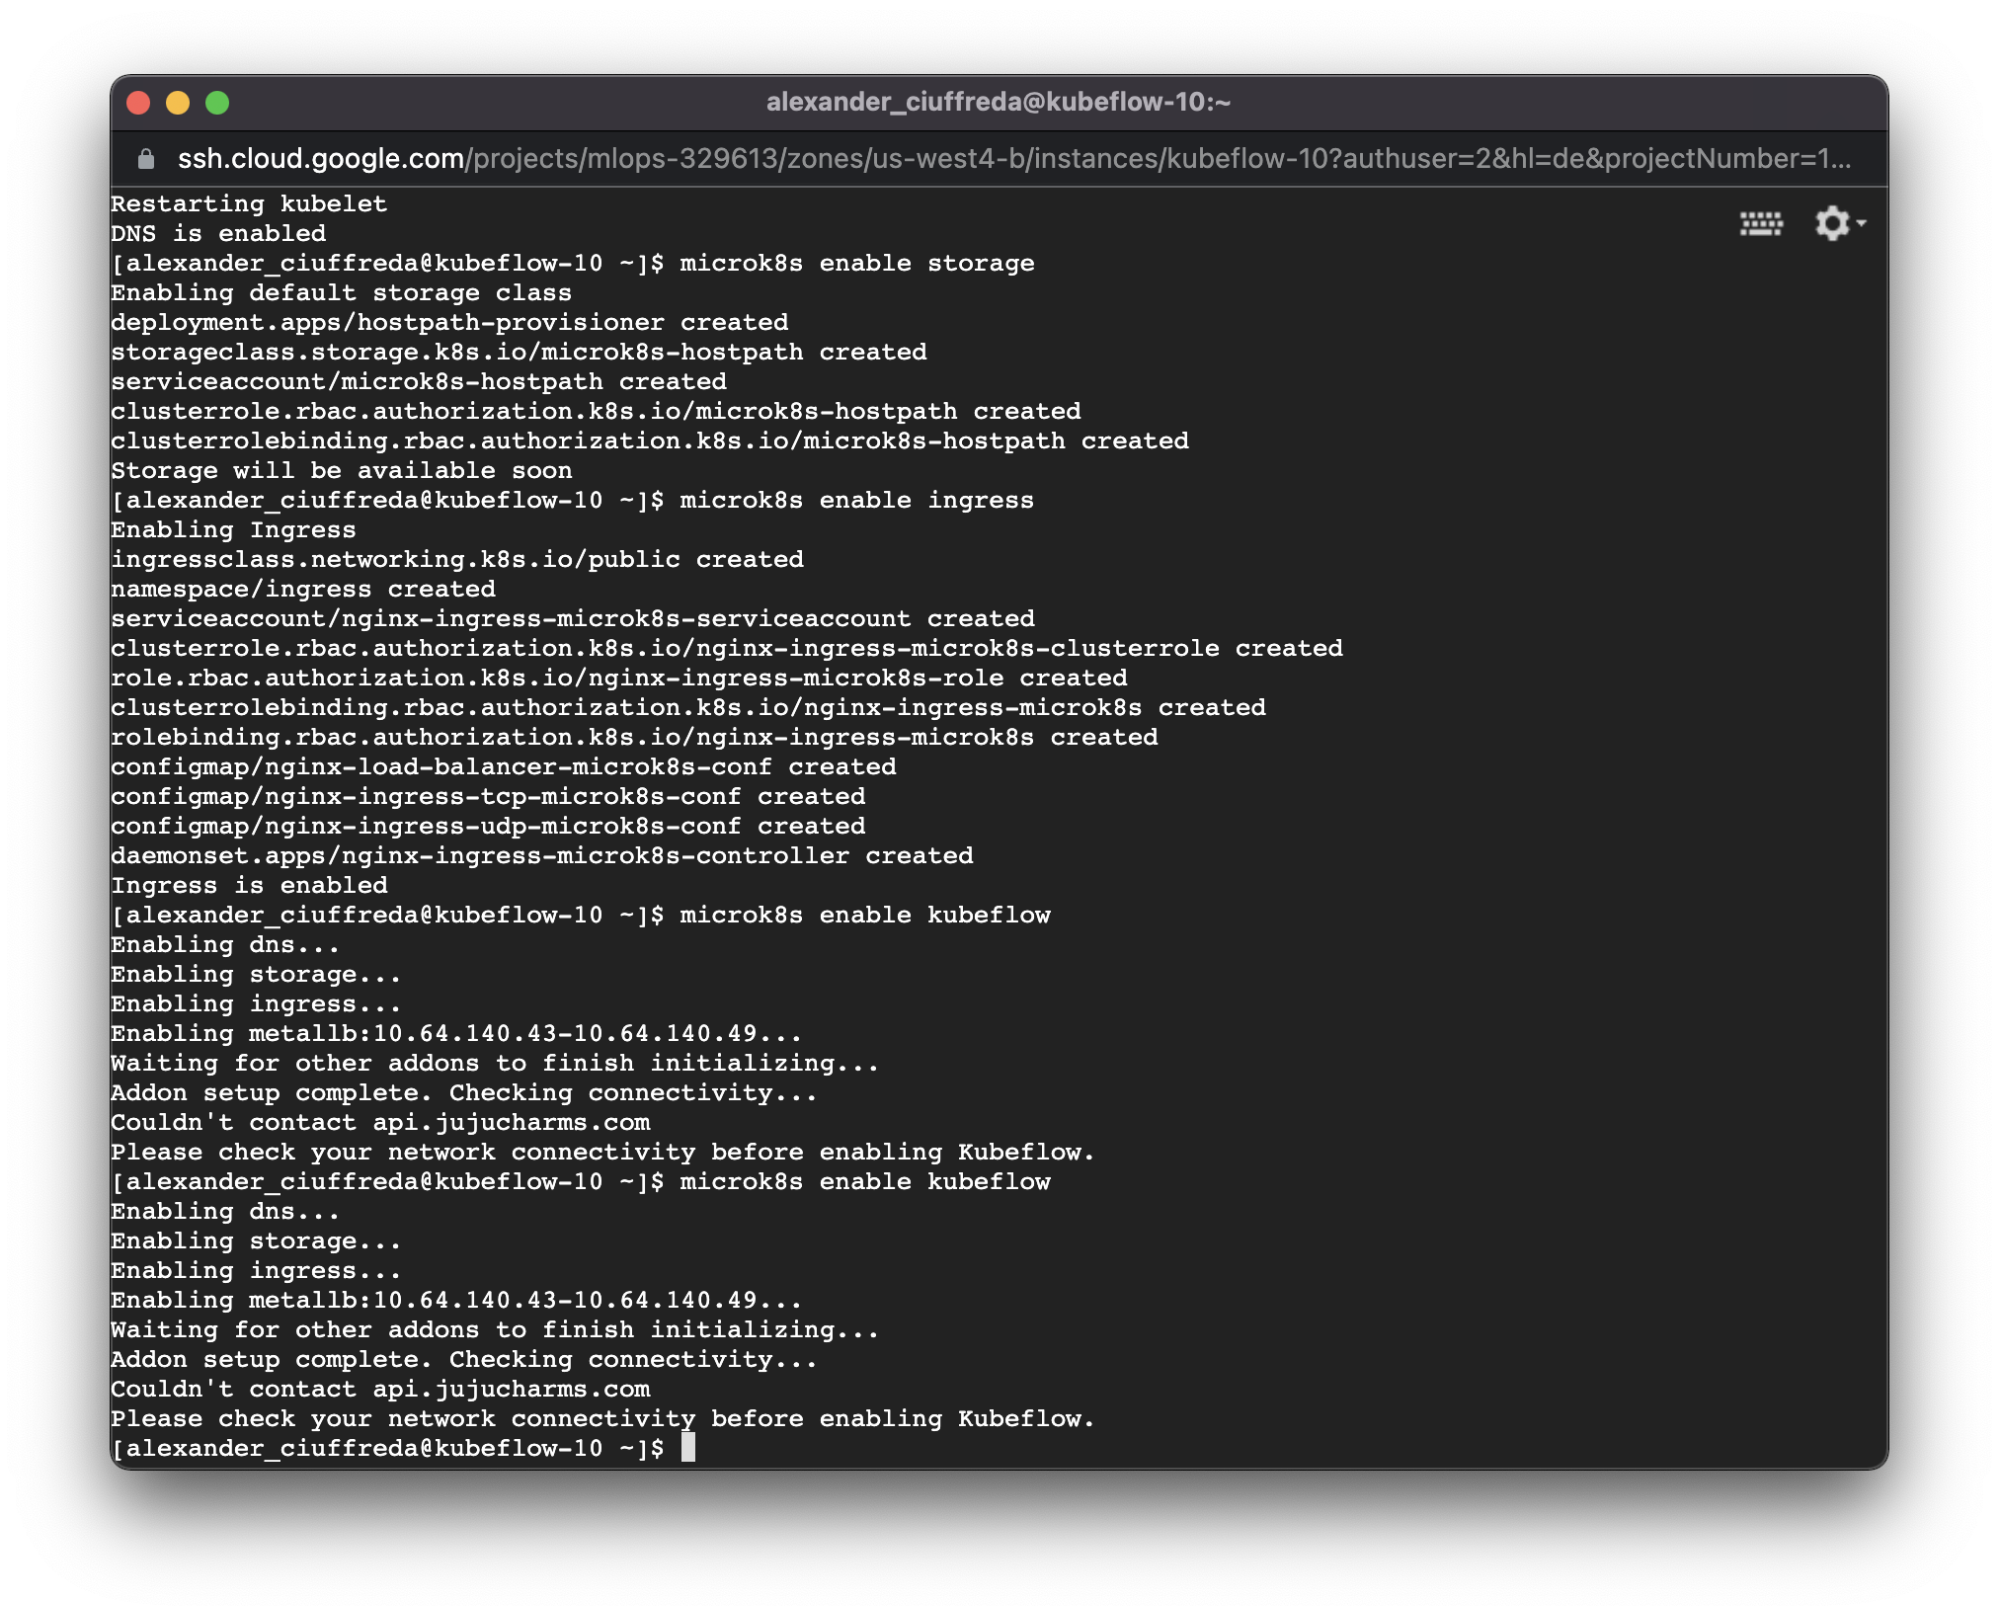 alexander_ciuffreda@kubeflow-10:~
ssh.cloud.google.com/projects/mlops-329613/zones/us-west4-b/instances/kubeflow-10?authuser=2&hl=de&projectNumber=1...
Restarting kubelet
DNS is enabled
[alexander_ciuffreda@kubeflow-10 ~]$ microk8s enable storage
Enabling default storage class
deployment.apps/hostpath-provisioner created
storageclass.storage.k8s.io/microk8s-hostpath created
serviceaccount/microk8s-hostpath created
clusterrole.rbac.authorization.k8s.io/microk8s-hostpath created
clusterrolebinding.rbac.authorization.k8s.io/microk8s-hostpath created
Storage will be available soon
[alexander_ciuffreda@kubeflow-10 ~]$ microk8s enable ingress
Enabling Ingress
ingressclass.networking.k8s.io/public created
namespace/ingress created
serviceaccount/nginx-ingress-microk8s-serviceaccount created
clusterrole.rbac.authorization.k8s.io/nginx-ingress-microk8s-clusterrole created
role.rbac.authorization.k8s.io/nginx-ingress-microk8s-role created
clusterrolebinding.rbac.authorization.k8s.io/nginx-ingress-microk8s created
rolebinding.rbac.authorization.k8s.io/nginx-ingress-microk8s created
configmap/nginx-load-balancer-microk8s-conf created
configmap/nginx-ingress-tcp-microk8s-conf created
configmap/nginx-ingress-udp-microk8s-conf created
daemonset.apps/nginx-ingress-microk8s-controller created
Ingress is enabled
[alexander_ciuffreda@kubeflow-10 ~]$ microk8s enable kubeflow
Enabling dns...
Enabling storage...
Enabling ingress...
Enabling metallb:10.64.140.43-10.64.140.49...
Waiting for other addons to finish initializing...
Addon setup complete. Checking connectivity...
Couldn't contact api.jujucharms.com
Please check your network connectivity before enabling Kubeflow.
[alexander_ciuffreda@kubeflow-10 ~]$ microk8s enable kubeflow
Enabling dns...
Enabling storage...
Enabling ingress...
Enabling metallb:10.64.140.43-10.64.140.49...
Waiting for other addons to finish initializing...
Addon setup complete. Checking connectivity...
Couldn't contact api.jujucharms.com
Please check your network connectivity before enabling Kubeflow.
[alexander_ciuffreda@kubeflow-10 ~]$